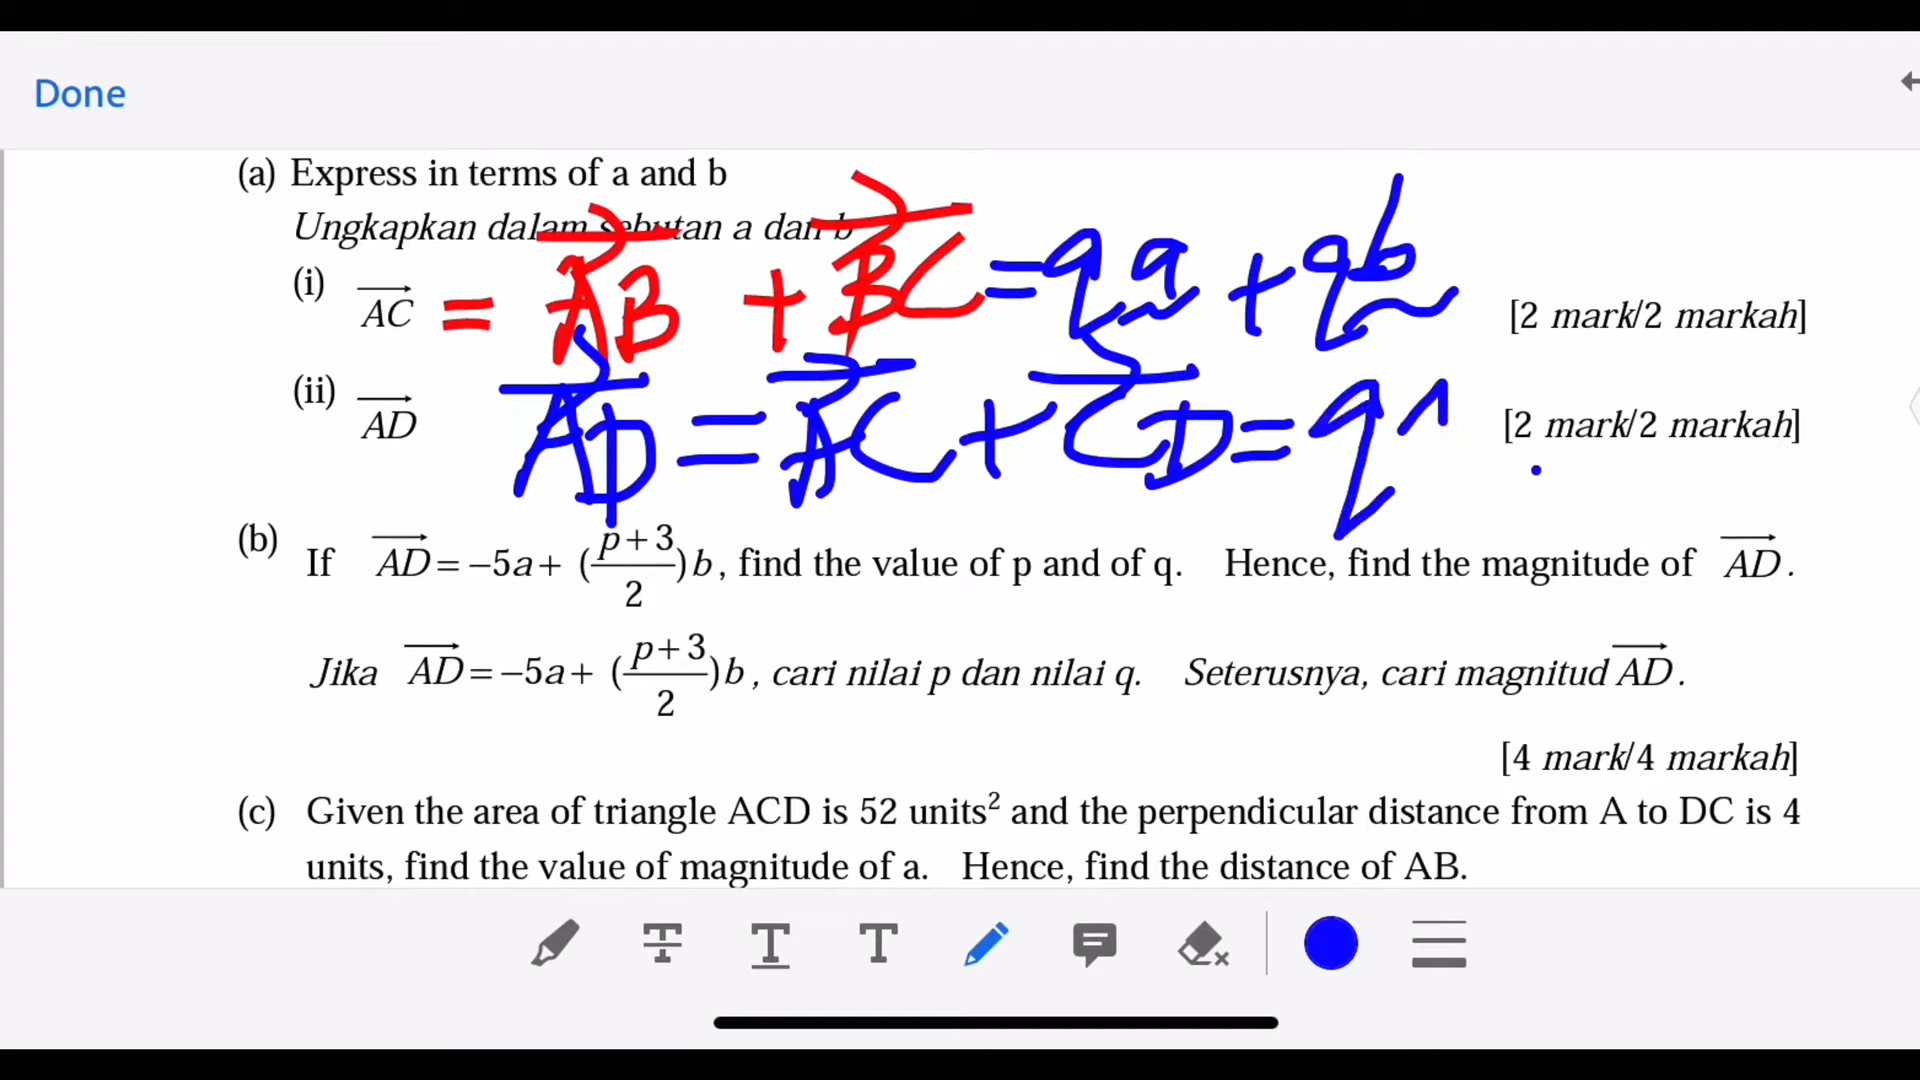 Done
(a) Express in terms of a and b
Ungkapkan dalam sebutan a dan b
(i) AC = AB + BC = qa + qb [2 mark/2 markah]
(ii) AD AD = AC + CD = q [2 mark/2 markah]
(b) If AD = −5a + (p+3/2)b, find the value of p and of q. Hence, find the magnitude of AD.
Jika AD = −5a + (p+3/2)b, cari nilai p dan nilai q. Seterusnya, cari magnitud AD.
[4 mark/4 markah]
(c) Given the area of triangle ACD is 52 units² and the perpendicular distance from A to DC is 4
units, find the value of magnitude of a. Hence, find the distance of AB.